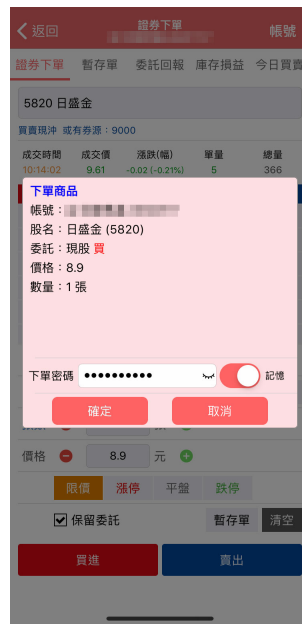 返回
證券下單
帳號
證券下單 暫存單 委託回報 庫存損益 今日買賣
5820 日盛金
買賣現沖 或有券源：9000
成交時間 成交價 漲跌(幅) 單量 總量
10:14:02 9.61 -0.02 (-0.21%) 5 366
下單商品
帳號：
股名：日盛金 (5820)
委託：現股 買
價格：8.9
數量：1 張
下單密碼 ●●●●●●●●●● 記憶
確定 取消
價格 8.9 元
限價 漲停 平盤 跌停
保留委託 暫存單 清空
買進 賣出